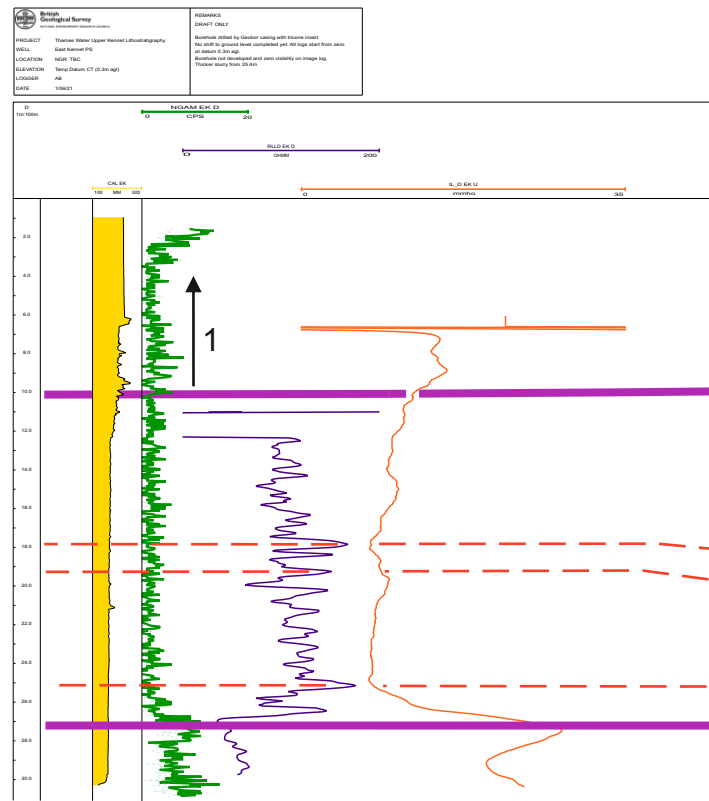 British
Geological Survey
NATURAL ENVIRONMENT RESEARCH COUNCIL
PROJECT Thames Water Upper Kennet Lithostratigraphy
WELL East Kennet PS
LOCATION NGR TBC
ELEVATION Temp Datum CT (0.3m agl)
LOGGER AB
DATE 1/09/21
REMARKS
DRAFT ONLY
Borehole drilled by Geobor casing with tricone insert.
No shift to ground level completed yet. All logs start from zero
at datum 0.3m agl.
Borehole not developed and zero visibility on image log.
Thicker slurry from 25.4m
D
1m:100m
NGAM EK D
0 CPS 20
RLLD EK D
0 OHMM 200
CAL EK
100 MM 300
IL_D EK U
0 mmho 35
2.0
4.0
6.0
1
8.0
10.0
12.0
14.0
16.0
18.0
20.0
22.0
24.0
26.0
28.0
30.0